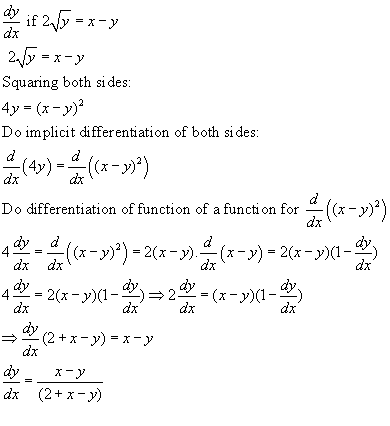 dy/dx if 2√y = x − y
2√y = x − y
Squaring both sides:
4y = (x − y)²
Do implicit differentiation of both sides:
d/dx(4y) = d/dx((x − y)²)
Do differentiation of function of a function for d/dx((x − y)²)
4 dy/dx = d/dx((x − y)²) = 2(x − y). d/dx(x − y) = 2(x − y)(1 − dy/dx)
4 dy/dx = 2(x − y)(1 − dy/dx) ⇒ 2 dy/dx = (x − y)(1 − dy/dx)
⇒ dy/dx(2 + x − y) = x − y
dy/dx = x − y/(2 + x − y)